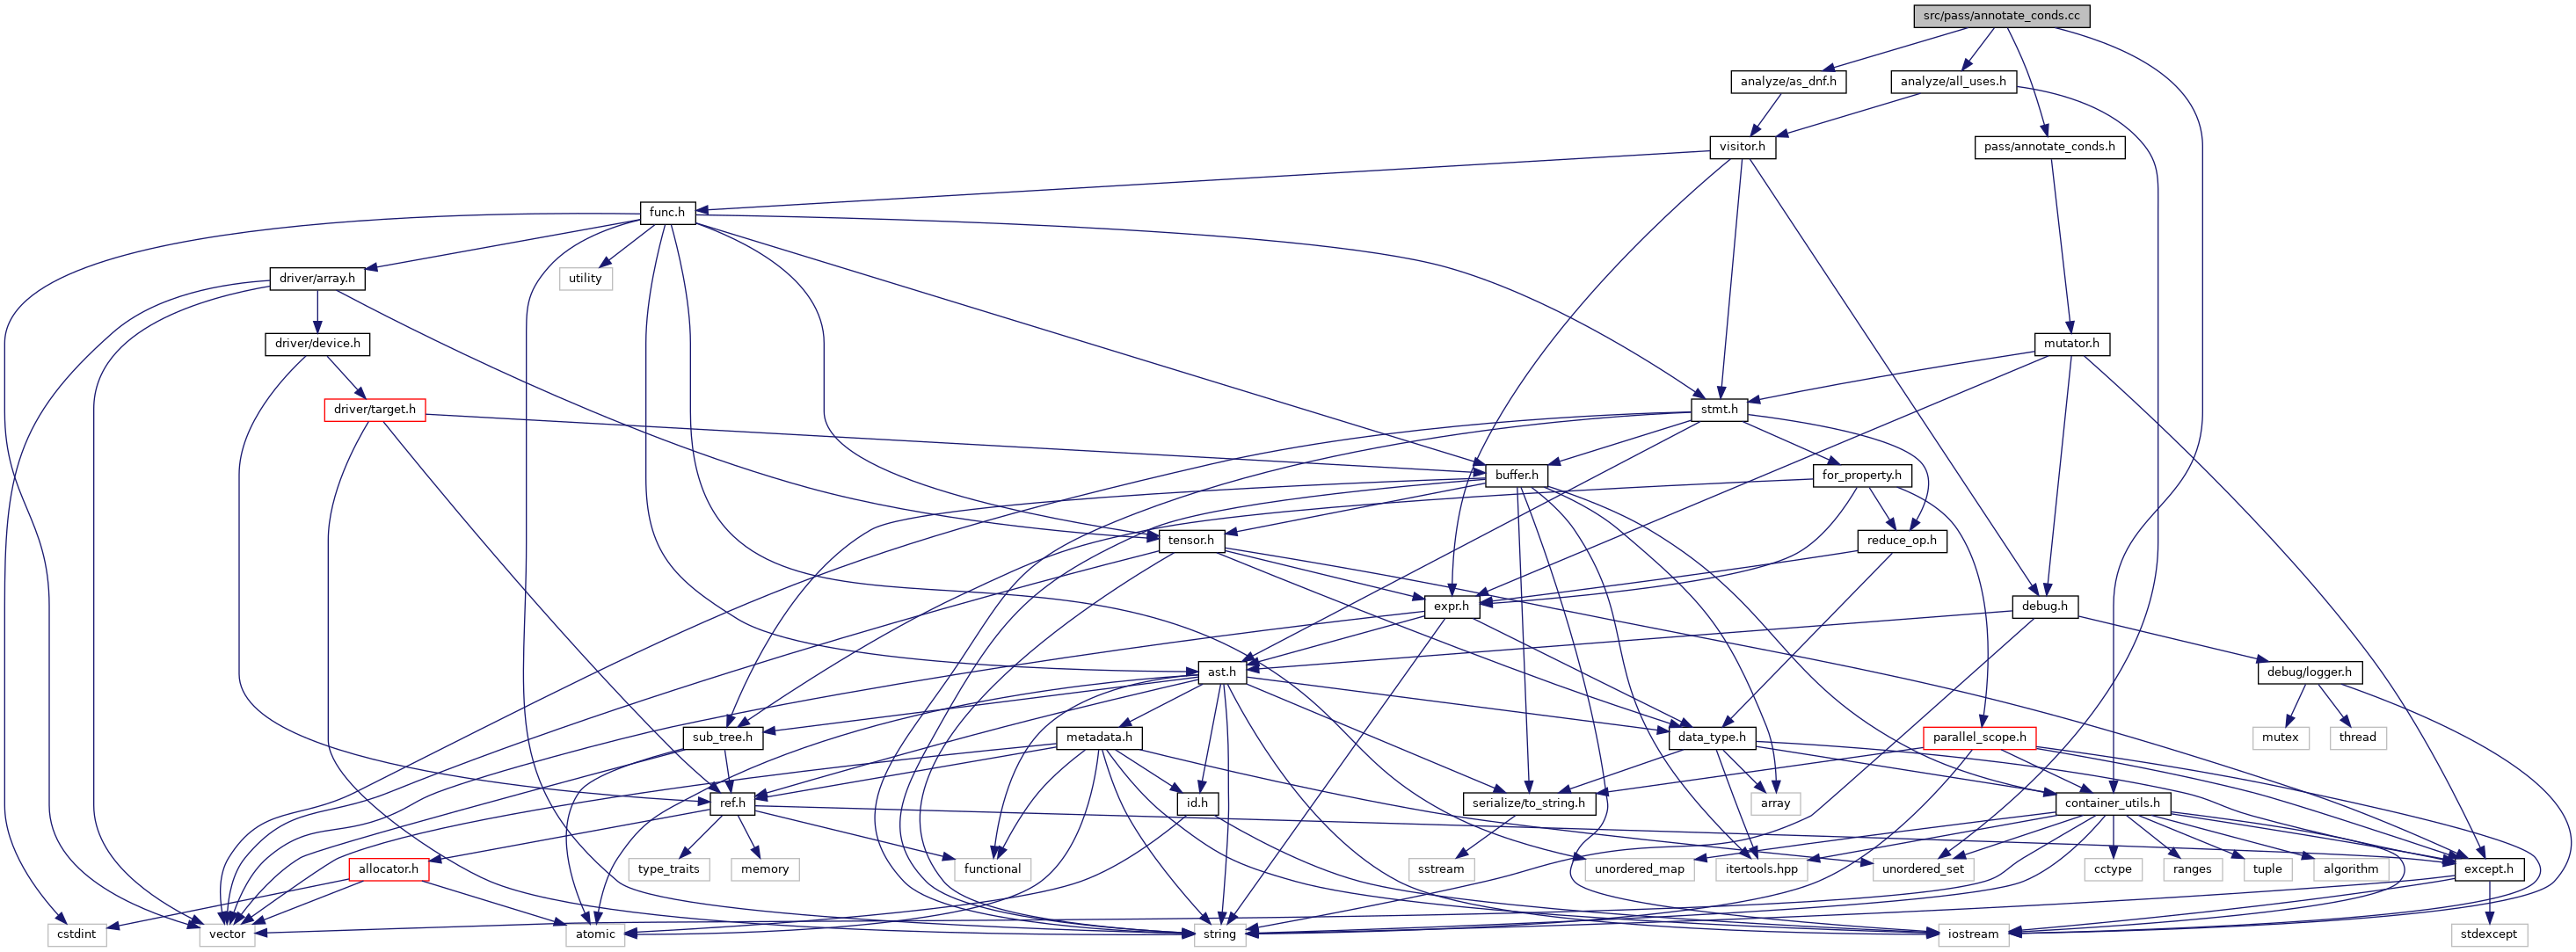 src/pass/annotate_conds.cc
analyze/as_dnf.h
analyze/all_uses.h
visitor.h
pass/annotate_conds.h
func.h
driver/array.h
utility
driver/device.h
mutator.h
driver/target.h
stmt.h
buffer.h
for_property.h
tensor.h
reduce_op.h
expr.h
debug.h
ast.h
debug/logger.h
sub_tree.h
metadata.h
data_type.h
parallel_scope.h
mutex
thread
ref.h
id.h
serialize/to_string.h
array
container_utils.h
allocator.h
type_traits
memory
functional
sstream
unordered_map
itertools.hpp
unordered_set
cctype
ranges
tuple
algorithm
except.h
cstdint
vector
atomic
string
iostream
stdexcept